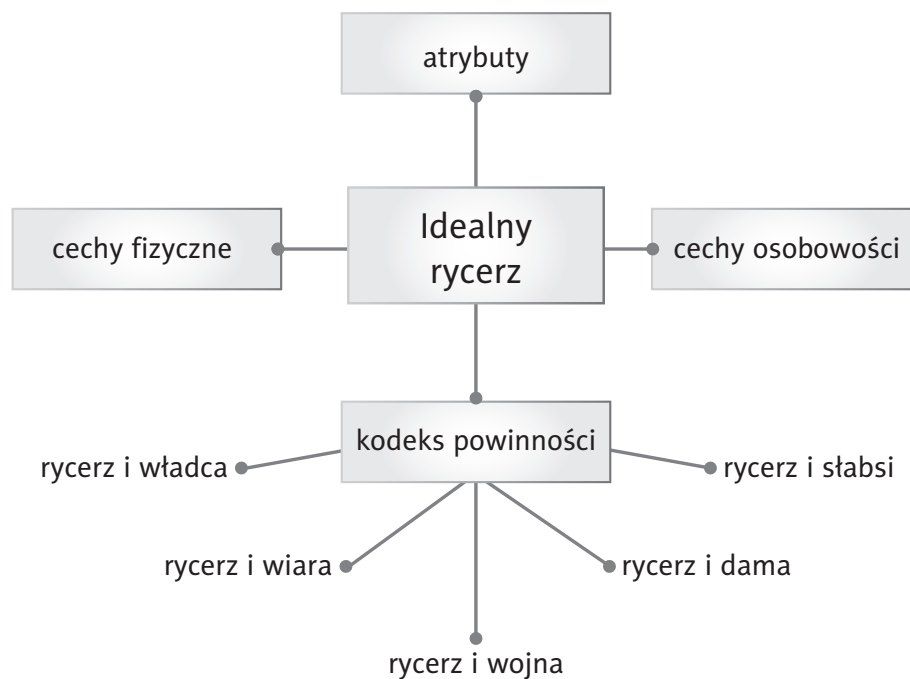 atrybuty
cechy fizyczne
Idealny
rycerz
cechy osobowości
kodeks powinności
rycerz i władca
rycerz i słabsi
rycerz i wiara
rycerz i dama
rycerz i wojna